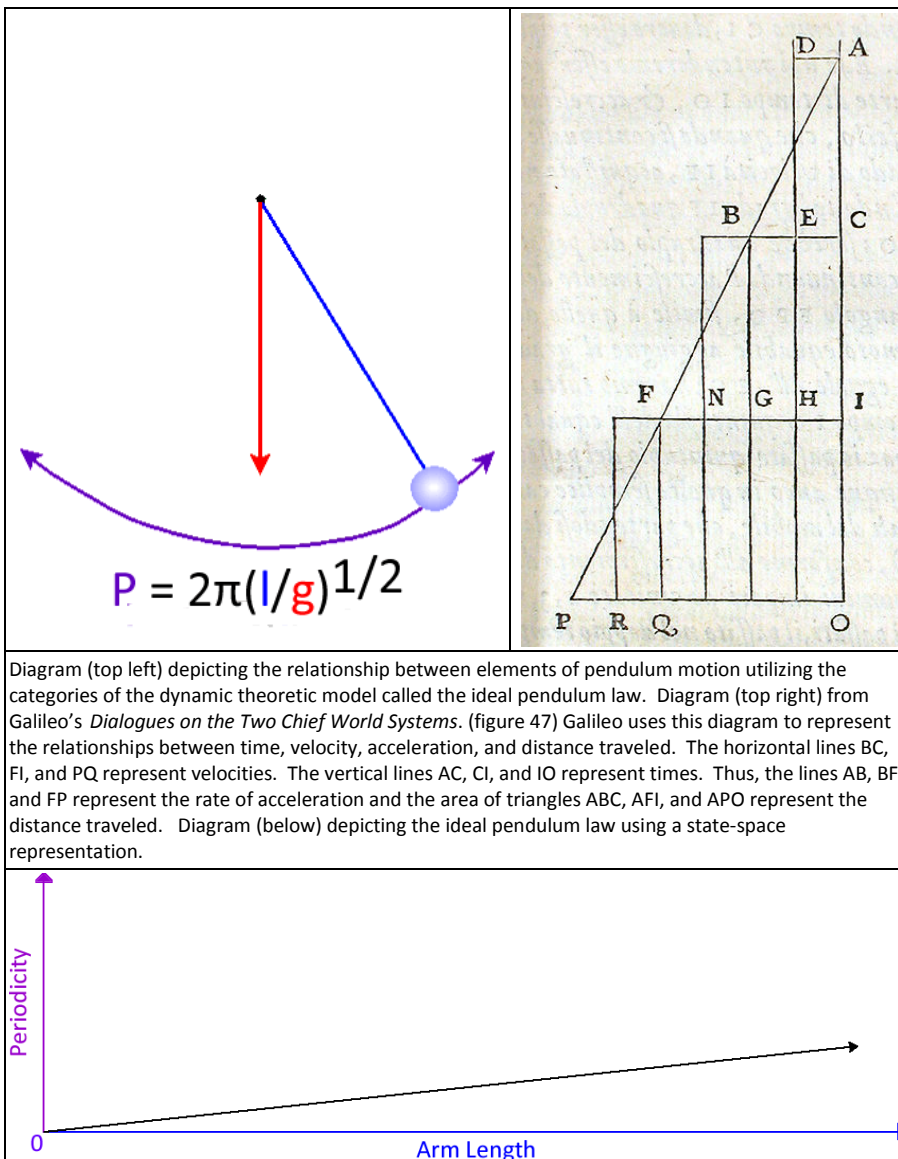 P = 2π(l/g)1/2
D A
B E C
F N G H I
P R Q O
Diagram (top left) depicting the relationship between elements of pendulum motion utilizing the
categories of the dynamic theoretic model called the ideal pendulum law. Diagram (top right) from
Galileo's Dialogues on the Two Chief World Systems. (figure 47) Galileo uses this diagram to represent
the relationships between time, velocity, acceleration, and distance traveled. The horizontal lines BC,
FI, and PQ represent velocities. The vertical lines AC, CI, and IO represent times. Thus, the lines AB, BF
and FP represent the rate of acceleration and the area of triangles ABC, AFI, and APO represent the
distance traveled. Diagram (below) depicting the ideal pendulum law using a state-space
representation.
Periodicity
0
Arm Length